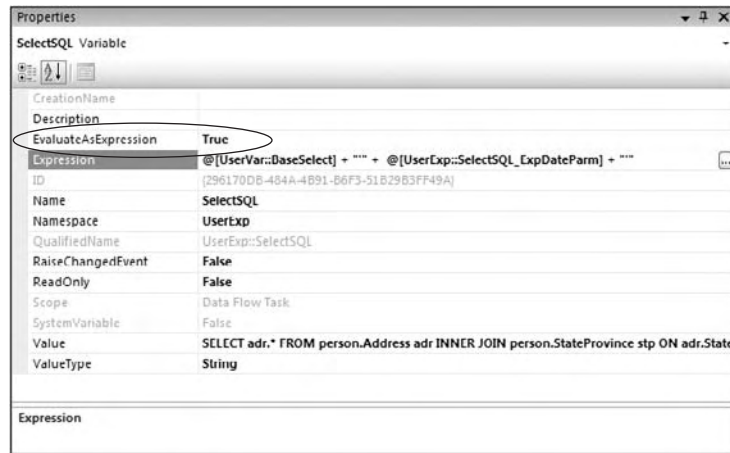 Properties
SelectSQL Variable
CreationName
Description
EvaluateAsExpression True
Expression @[UserVar::BaseSelect] + "'" + @[UserExp::SelectSQL_ExpDateParm] + "'" ...
ID {296170DB-484A-4B91-B6F3-51B29B3FF49A}
Name SelectSQL
Namespace UserExp
QualifiedName UserExp::SelectSQL
RaiseChangedEvent False
ReadOnly False
Scope Data Flow Task
SystemVariable False
Value SELECT adr.* FROM person.Address adr INNER JOIN person.StateProvince stp ON adr.State
ValueType String
Expression